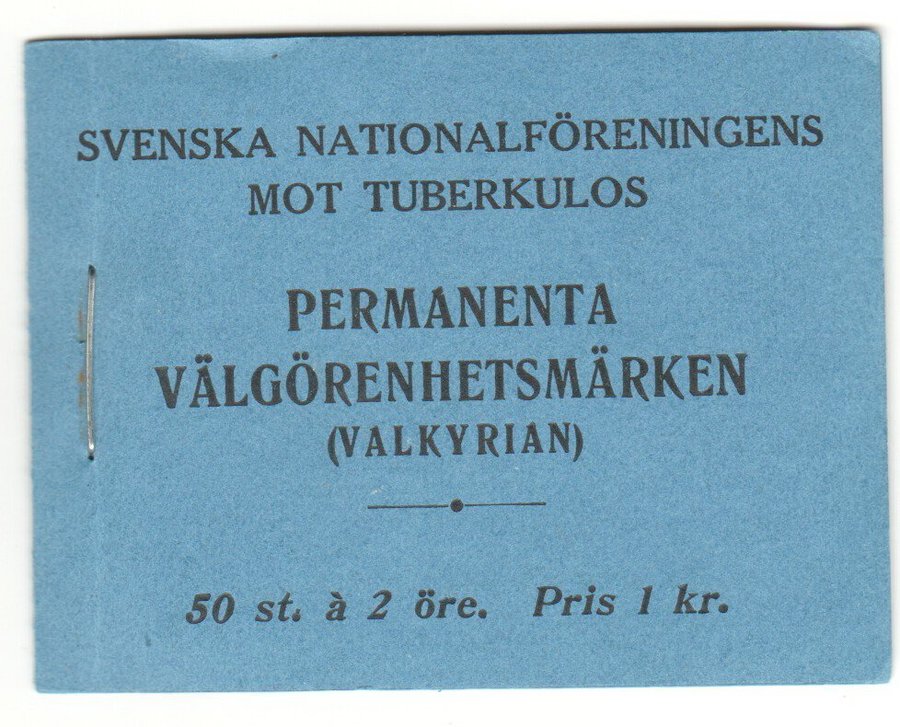 SVENSKA NATIONALFÖRENINGENS
MOT TUBERKULOS
PERMANENTA
VÄLGÖRENHETSMÄRKEN
(VALKYRIAN)
50 st. à 2 öre. Pris 1 kr.